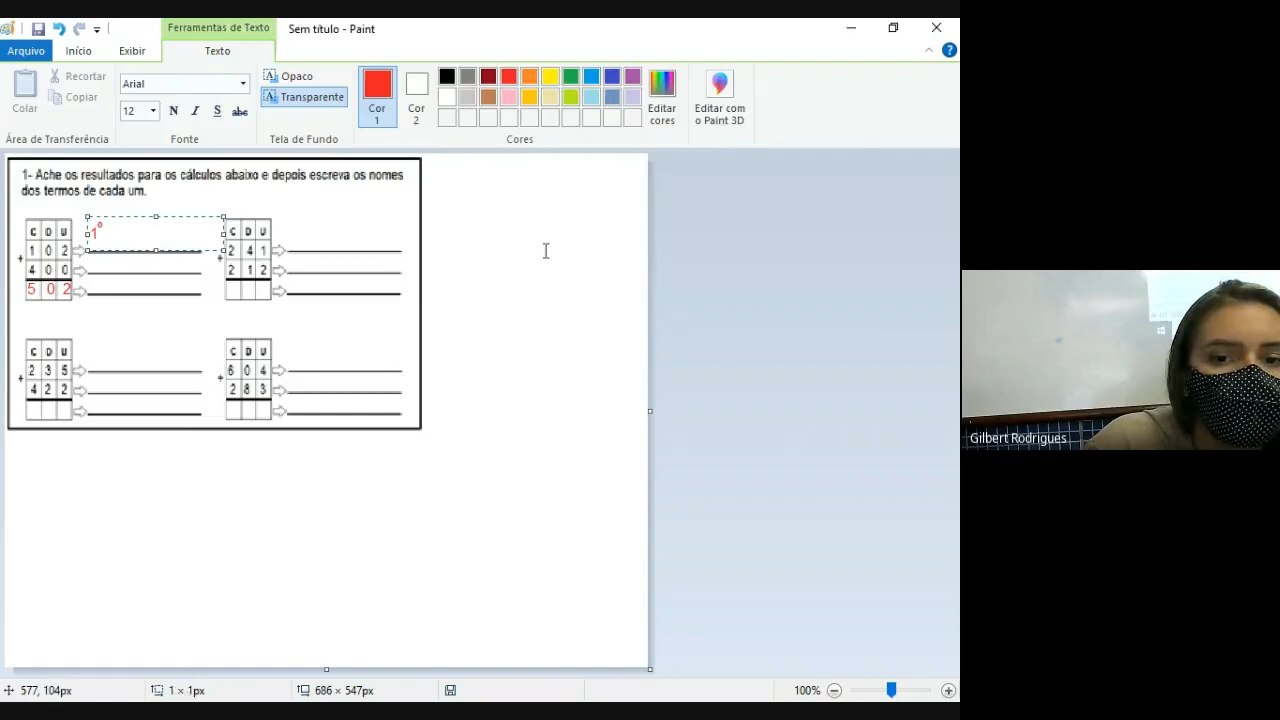 Ferramentas de Texto
Sem título - Paint
Arquivo
Início
Exibir
Texto
Colar
Recortar
Copiar
Área de Transferência
Arial
12
N I S abc
Fonte
Opaco
Transparente
Tela de Fundo
Cor 1
Cor 2
Cores
Editar cores
Editar com o Paint 3D
1- Ache os resultados para os cálculos abaixo e depois escreva os nomes
dos termos de cada um.
C D U
1 0 2
+ 4 0 0
5 0 2
1º
C D U
2 4 1
+ 2 1 2
C D U
2 3 5
+ 4 2 2
C D U
6 0 4
+ 2 8 3
Gilbert Rodrigues
577, 104px
1 × 1px
686 × 547px
100%